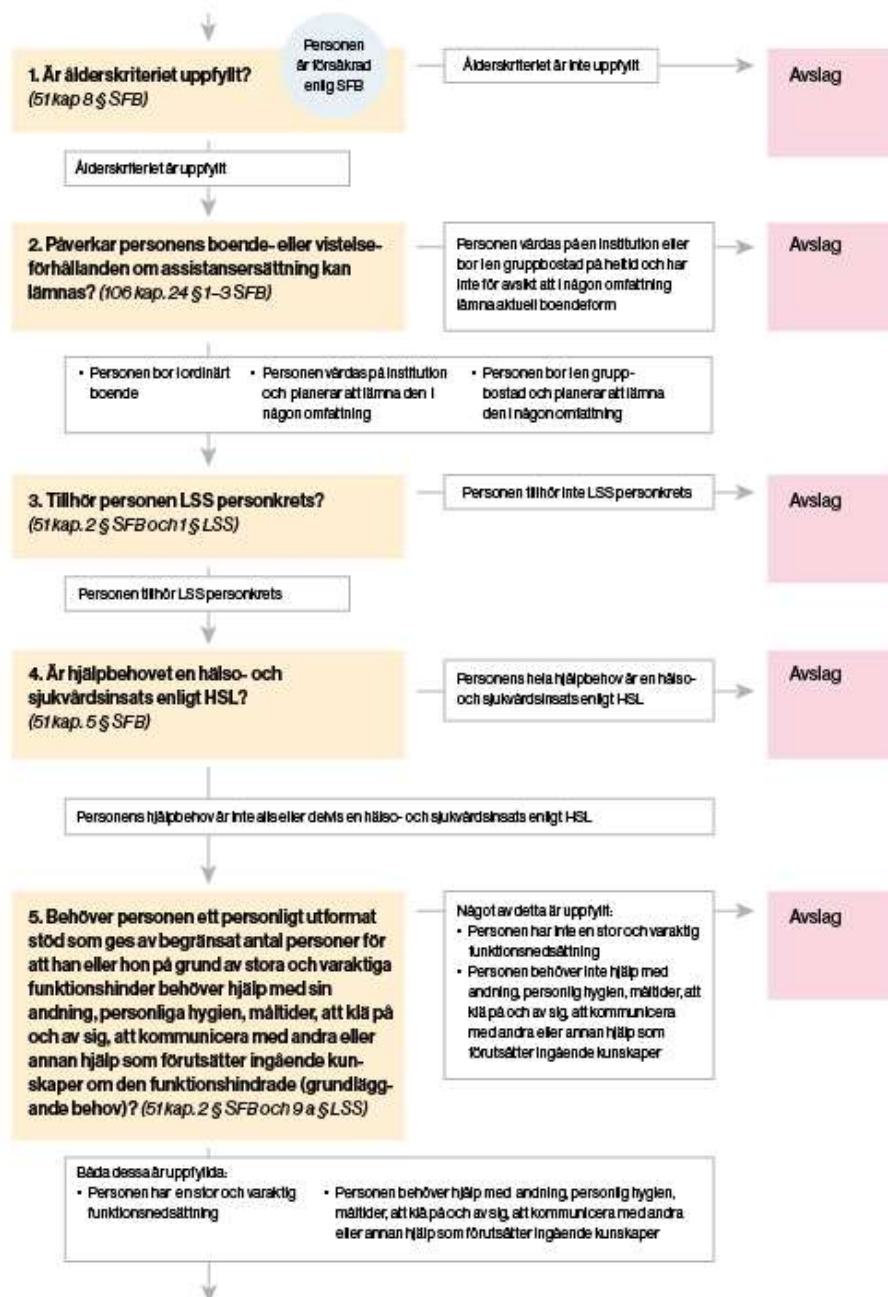 Personen
är försäkrad
enlig SFB
1. Är ålderskriteriet uppfyllt?
(51 kap 8 § SFB)
Ålderskriteriet är inte uppfyllt
Avslag
Ålderskriteriet är uppfyllt
2. Påverkar personens boende- eller vistelse-
förhållanden om assistansersättning kan
lämnas? (106 kap. 24 § 1–3 SFB)
Personen vårdas på en institution eller
bor i en gruppbostad på heltid och har
inte för avsikt att i någon omfattning
lämna aktuell boendeform
Avslag
• Personen bor i ordinärt
boende
• Personen vårdas på institution
och planerar att lämna den i
någon omfattning
• Personen bor i en grupp-
bostad och planerar att lämna
den i någon omfattning
3. Tillhör personen LSS personkrets?
(51 kap. 2 § SFB och 1 § LSS)
Personen tillhör inte LSS personkrets
Avslag
Personen tillhör LSS personkrets
4. Är hjälpbehovet en hälso- och
sjukvårdsinsats enligt HSL?
(51 kap. 5 § SFB)
Personens hela hjälpbehov är en hälso-
och sjukvårdsinsats enligt HSL
Avslag
Personens hjälpbehov är inte alls eller delvis en hälso- och sjukvårdsinsats enligt HSL
5. Behöver personen ett personligt utformat
stöd som ges av begränsat antal personer för
att han eller hon på grund av stora och varaktiga
funktionshinder behöver hjälp med sin
andning, personliga hygien, måltider, att klä på
och av sig, att kommunicera med andra eller
annan hjälp som förutsätter ingående kun-
skaper om den funktionshindrade (grundlägg-
ande behov)? (51 kap. 2 § SFB och 9 a § LSS)
Något av detta är uppfyllt:
• Personen har inte en stor och varaktig
funktionsnedsättning
• Personen behöver inte hjälp med
andning, personlig hygien, måltider, att
klä på och av sig, att kommunicera
med andra eller annan hjälp som
förutsätter ingående kunskaper
Avslag
Båda dessa är uppfyllda:
• Personen har en stor och varaktig
funktionsnedsättning
• Personen behöver hjälp med andning, personlig hygien,
måltider, att klä på och av sig, att kommunicera med andra
eller annan hjälp som förutsätter ingående kunskaper